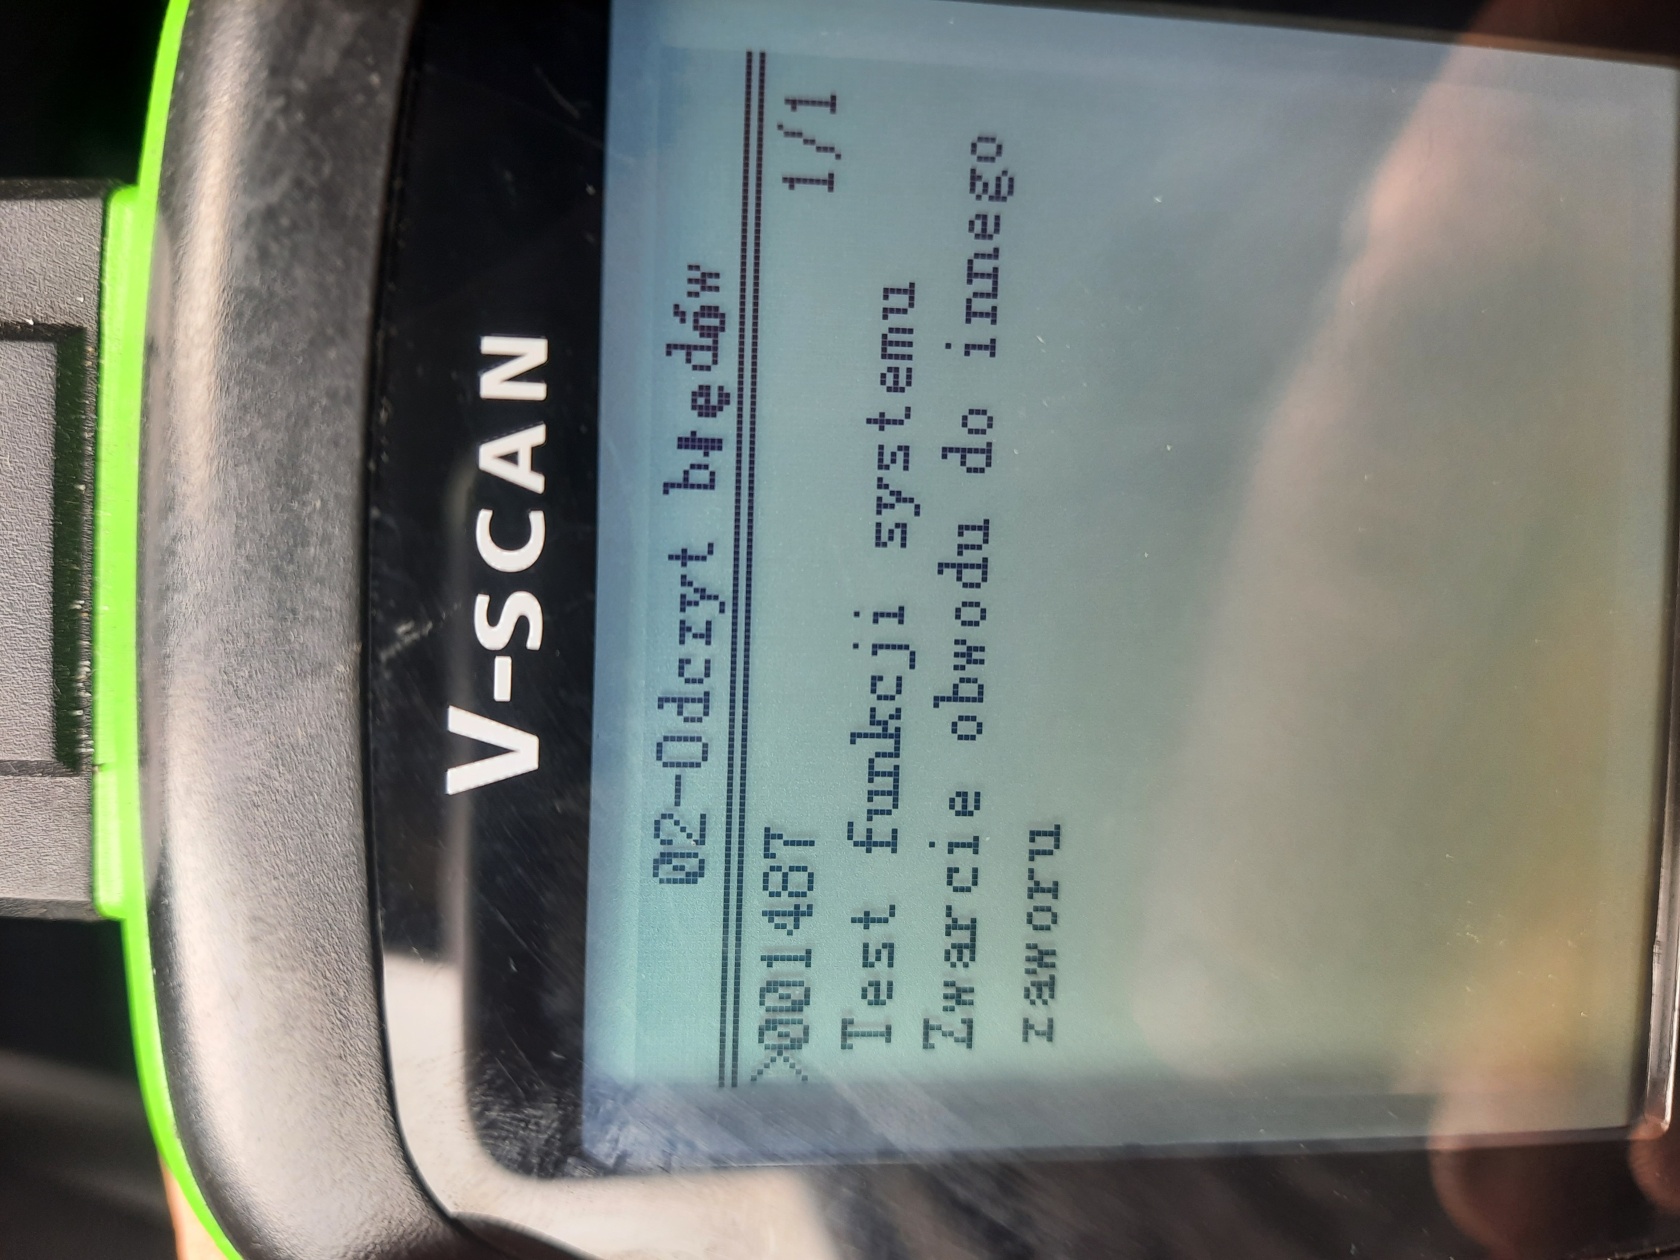 V-SCAN
02-Odczyt błędów
>001487 1/1
Test funkcji systemu
Zwarcie obwodu do innego
zaworu